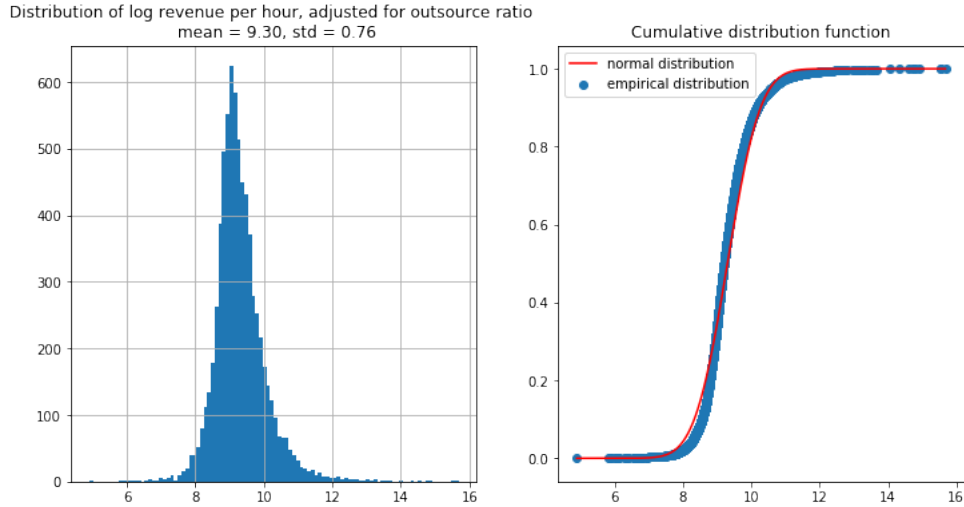 Distribution of log revenue per hour, adjusted for outsource ratio
mean = 9.30, std = 0.76
600
500
400
300
200
100
0
6 8 10 12 14 16
Cumulative distribution function
normal distribution
empirical distribution
1.0
0.8
0.6
0.4
0.2
0.0
6 8 10 12 14 16